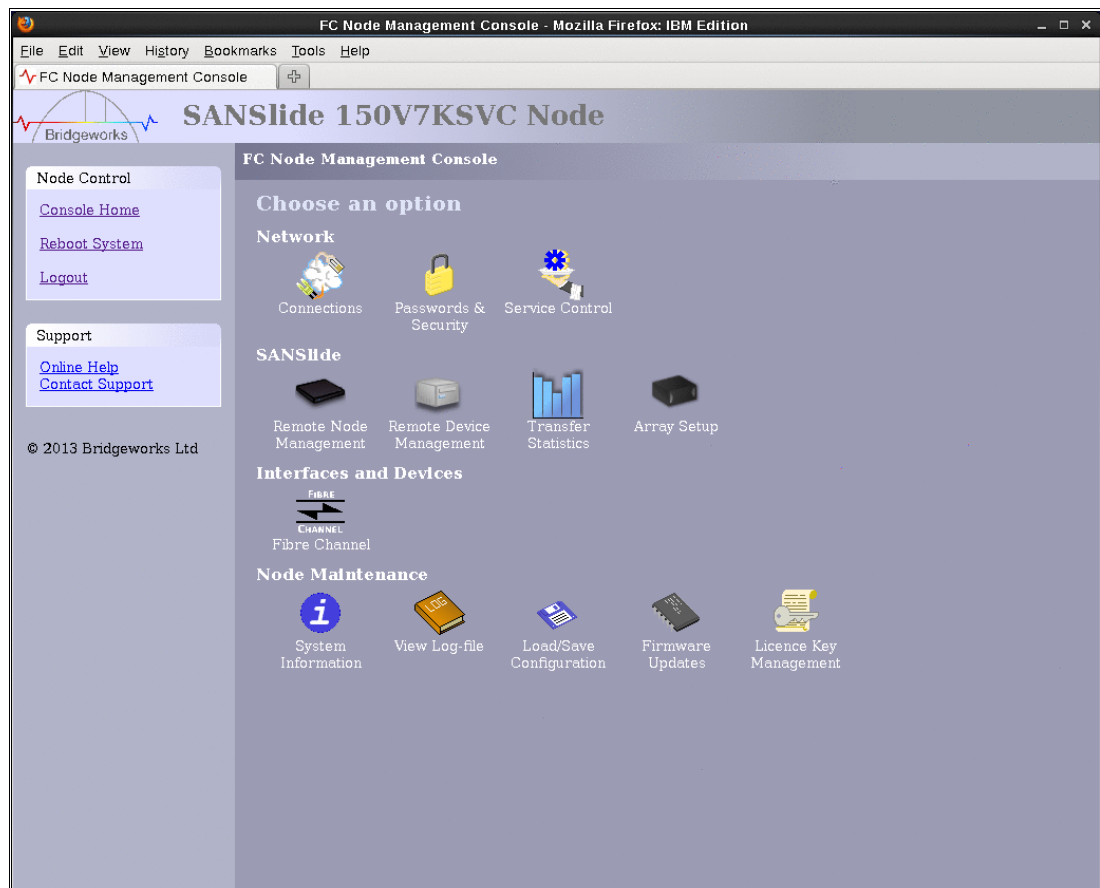 FC Node Management Console - Mozilla Firefox: IBM Edition
File Edit View History Bookmarks Tools Help
FC Node Management Console
Bridgeworks
SANSlide 150V7KSVC Node
FC Node Management Console
Node Control
Console Home
Reboot System
Logout
Support
Online Help
Contact Support
© 2013 Bridgeworks Ltd
Choose an option
Network
Connections
Passwords &
Security
Service Control
SANSlide
Remote Node
Management
Remote Device
Management
Transfer
Statistics
Array Setup
Interfaces and Devices
FIBRE
CHANNEL
Fibre Channel
Node Maintenance
i
System
Information
LOG
View Log-file
Load/Save
Configuration
Firmware
Updates
Licence Key
Management